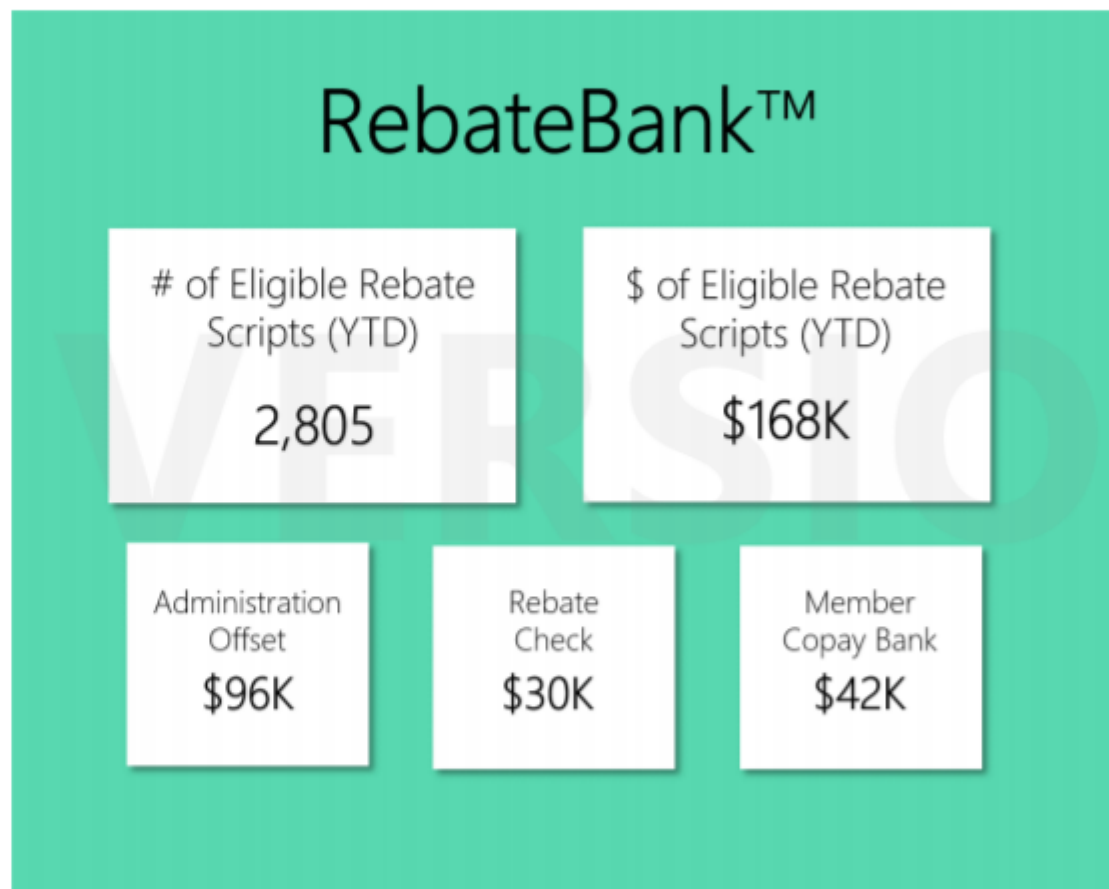 RebateBank™
# of Eligible Rebate
Scripts (YTD)
2,805
$ of Eligible Rebate
Scripts (YTD)
$168K
VERSIO
Administration
Offset
$96K
Rebate
Check
$30K
Member
Copay Bank
$42K